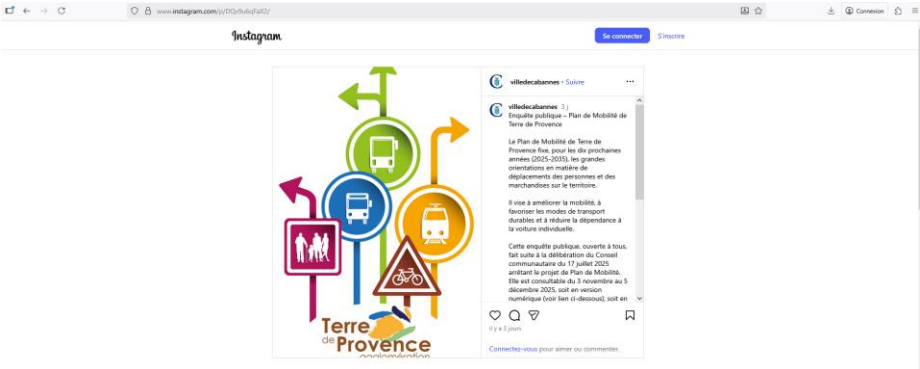 www.instagram.com/p/
Connexion
Instagram
Se connecter
S'inscrire
Terre
de Provence
agglomération
villedecabannes • Suivre
villedecabannes 3 j
Enquête publique – Plan de Mobilité de
Terre de Provence
Le Plan de Mobilité de Terre de
Provence fixe, pour les dix prochaines
années (2025-2035), les grandes
orientations en matière de
déplacements des personnes et des
marchandises sur le territoire.
Il vise à améliorer la mobilité, à
favoriser les modes de transport
durables et à réduire la dépendance à
la voiture individuelle.
Cette enquête publique, ouverte à tous,
fait suite à la délibération du Conseil
communautaire du 17 juillet 2025
arrêtant le projet de Plan de Mobilité.
Elle est consultable du 3 novembre au 5
décembre 2025, soit en version
numérique (voir lien ci-dessous), soit en
il y a 3 jours
Connectez-vous pour aimer ou commenter.